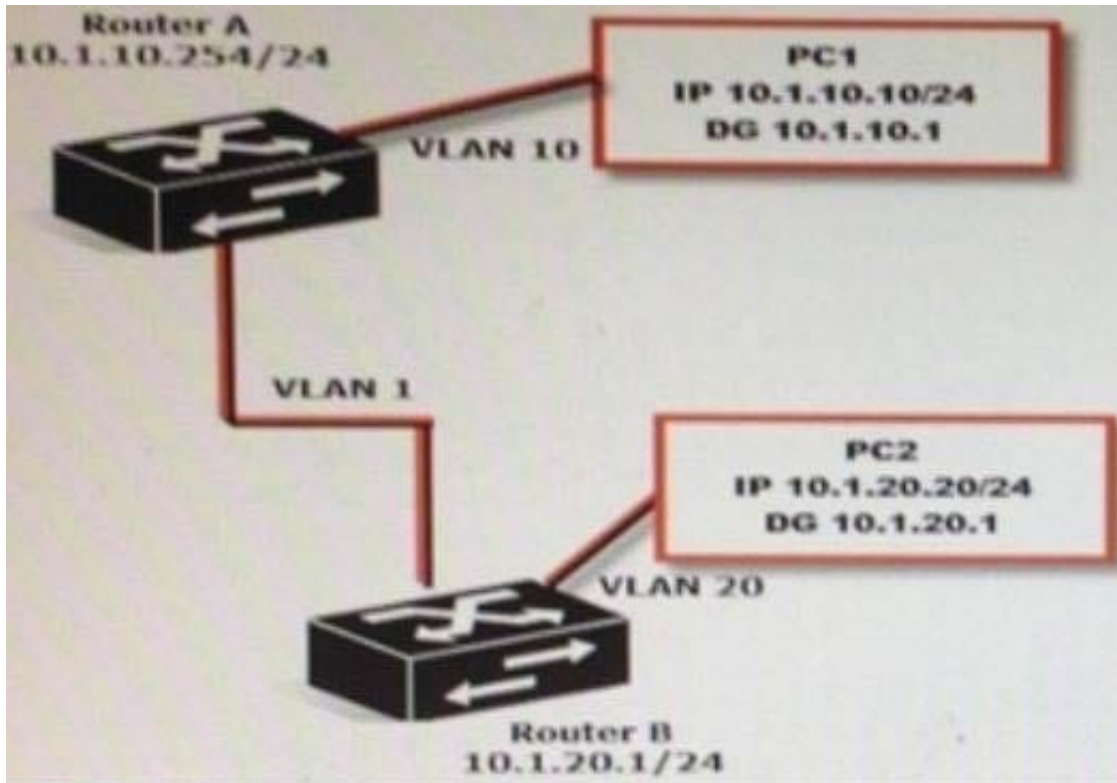 Router A
10.1.10.254/24
PC1
IP 10.1.10.10/24
DG 10.1.10.1
VLAN 10
VLAN 1
PC2
IP 10.1.20.20/24
DG 10.1.20.1
VLAN 20
Router B
10.1.20.1/24